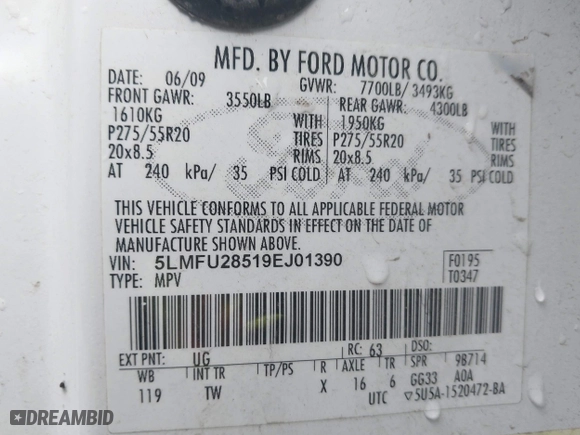 MFD. BY FORD MOTOR CO.
DATE: 06/09 GVWR: 7700LB/ 3493KG
FRONT GAWR: 3550LB REAR GAWR: 4300LB
1610KG WITH 1950KG WITH
P275/55R20 TIRES P275/55R20 TIRES
20x8.5 RIMS 20x8.5 RIMS
AT 240 kPa/ 35 PSI COLD AT 240 kPa/ 35 PSI COLD
THIS VEHICLE CONFORMS TO ALL APPLICABLE FEDERAL MOTOR
VEHICLE SAFETY STANDARDS IN EFFECT ON THE DATE OF
MANUFACTURE SHOWN ABOVE.
VIN: 5LMFU28519EJ01390 F0195
TYPE: MPV T0347
EXT PNT: UG RC: 63 DSO:
WB INT TR TP/PS R AXLE TR SPR 9B714
119 TW X 16 6 GG33 A0A
UTC ▽5U5A-1520472-BA
DREAMBID